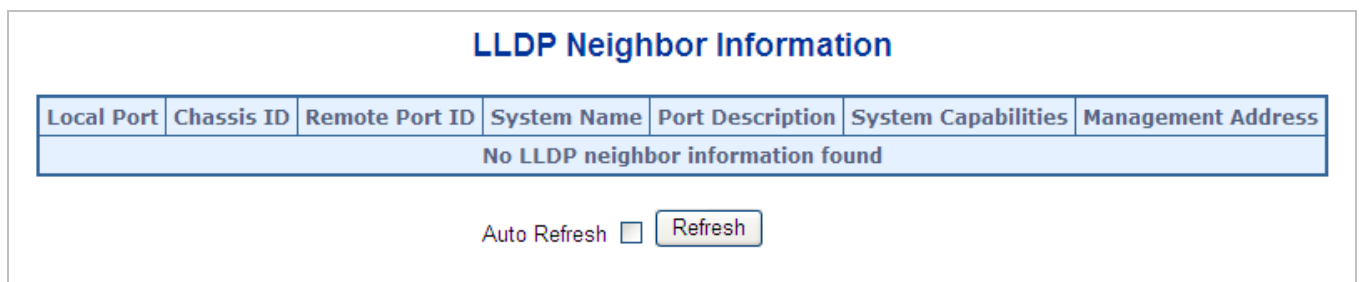 LLDP Neighbor Information
Local Port Chassis ID Remote Port ID System Name Port Description System Capabilities Management Address
No LLDP neighbor information found
Auto Refresh Refresh